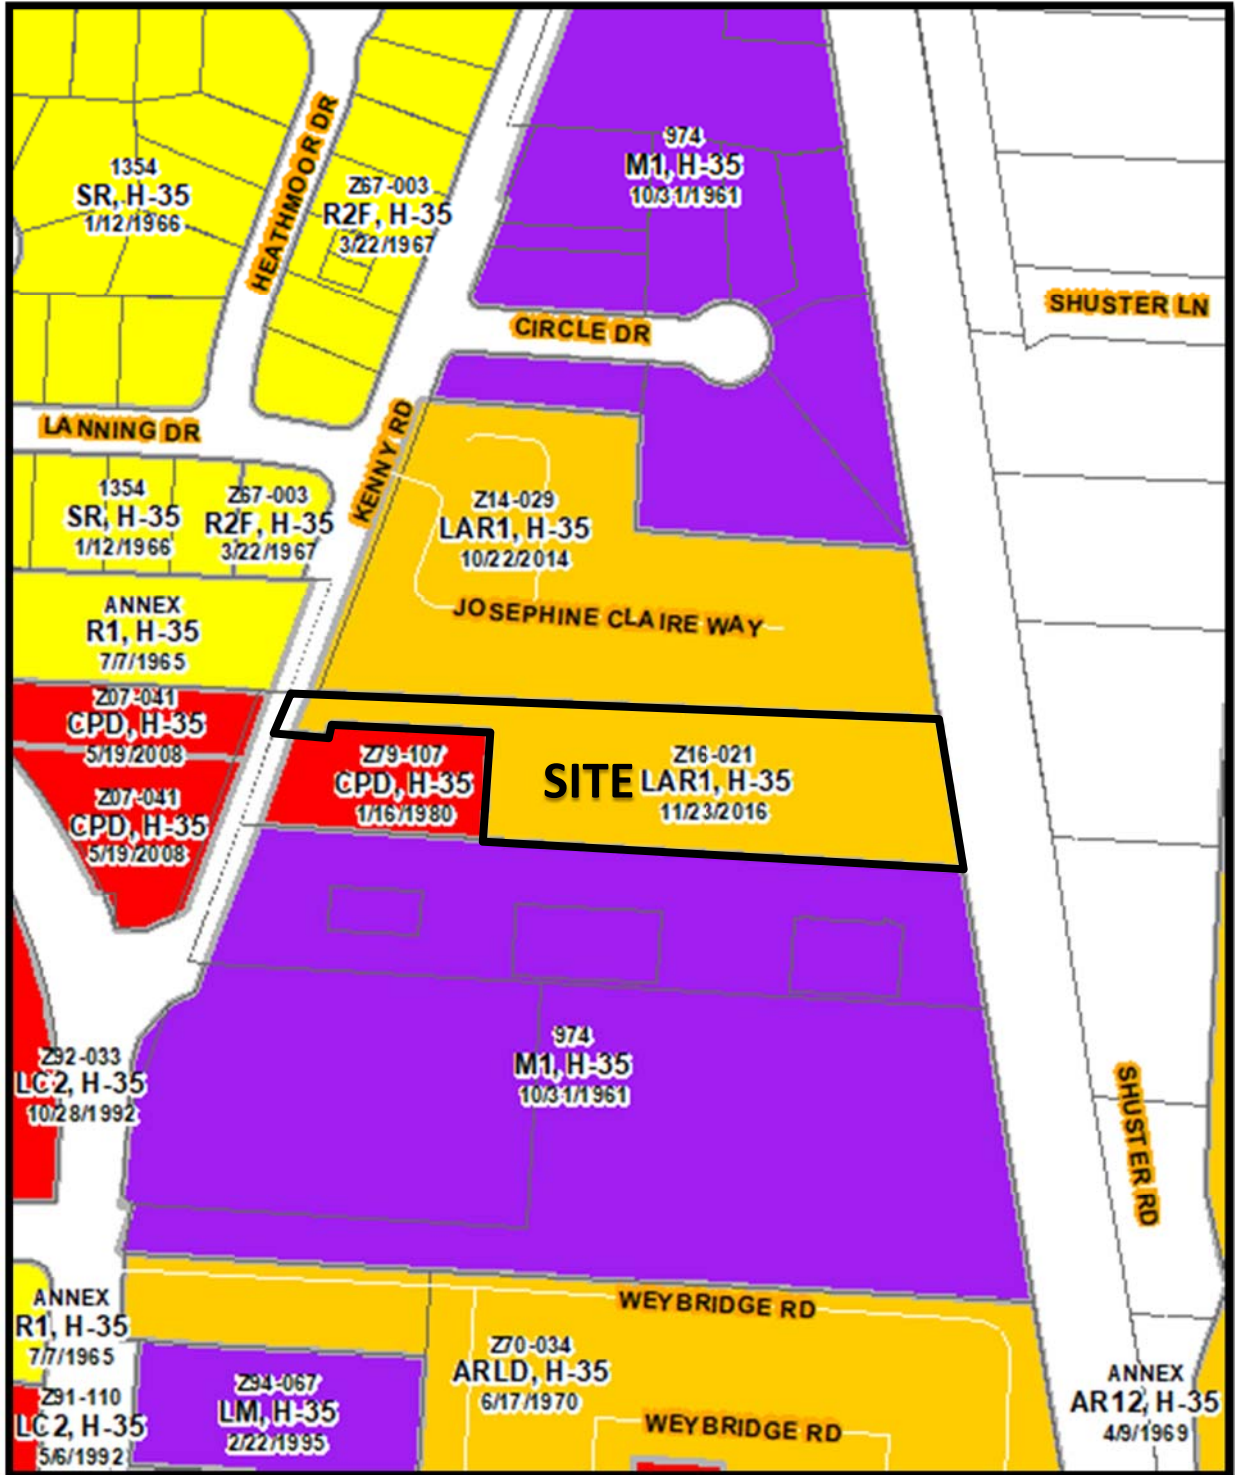 974
M1, H-35
10/31/1961
1354
SR, H-35
1/12/1966
HEATHMOOR DR
Z67-003
R2F, H-35
3/22/1967
SHUSTER LN
CIRCLE DR
LANNING DR
KENNY RD
1354
SR, H-35
1/12/1966
Z67-003
R2F, H-35
3/22/1967
Z14-029
LAR1, H-35
10/22/2014
ANNEX
R1, H-35
7/7/1965
JOSEPHINE CLAIRE WAY
Z07-041
CPD, H-35
5/19/2008
Z07-041
CPD, H-35
5/19/2008
Z79-107
CPD, H-35
1/16/1980
SITE
Z16-021
LAR1, H-35
11/23/2016
974
M1, H-35
10/31/1961
Z92-033
LC2, H-35
10/28/1992
SHUSTER RD
WEYBRIDGE RD
ANNEX
R1, H-35
7/7/1965
Z70-034
ARLD, H-35
6/17/1970
Z94-067
LM, H-35
2/22/1995
Z91-110
LC2, H-35
5/6/1992
WEYBRIDGE RD
ANNEX
AR12, H-35
4/9/1969